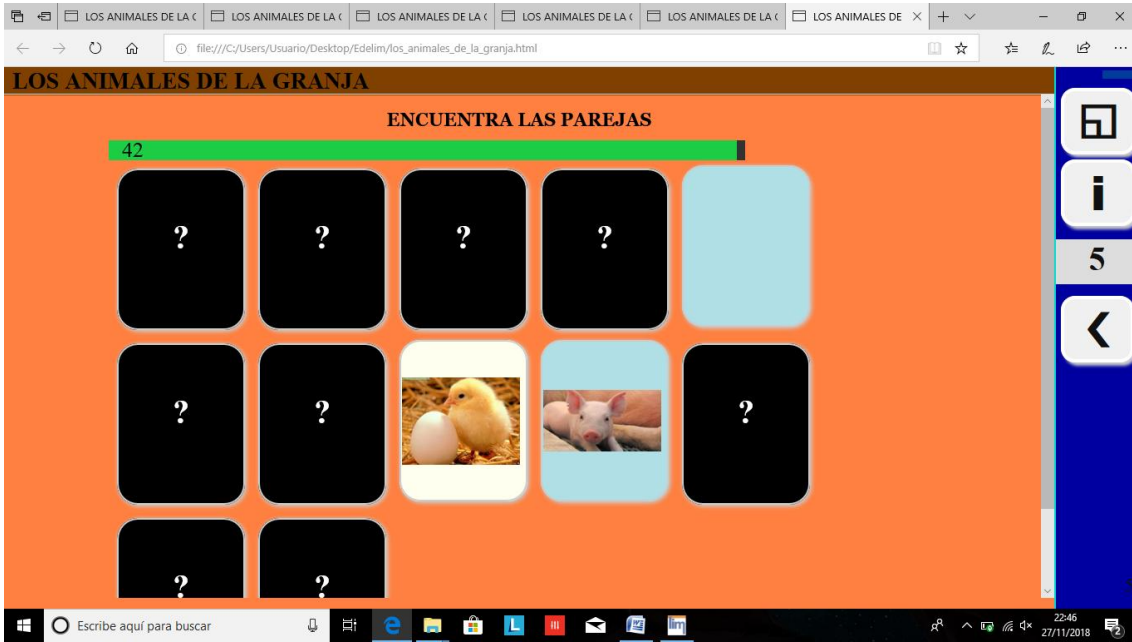 LOS ANIMALES DE LA (
LOS ANIMALES DE LA (
LOS ANIMALES DE LA (
LOS ANIMALES DE LA (
LOS ANIMALES DE LA (
LOS ANIMALES DE
file:///C:/Users/Usuario/Desktop/Edelim/los_animales_de_la_granja.html
LOS ANIMALES DE LA GRANJA
ENCUENTRA LAS PAREJAS
42
? ? ? ?
? ? ?
? ?
i
5
Escribe aquí para buscar
e
L
lim
22:46
27/11/2018
2